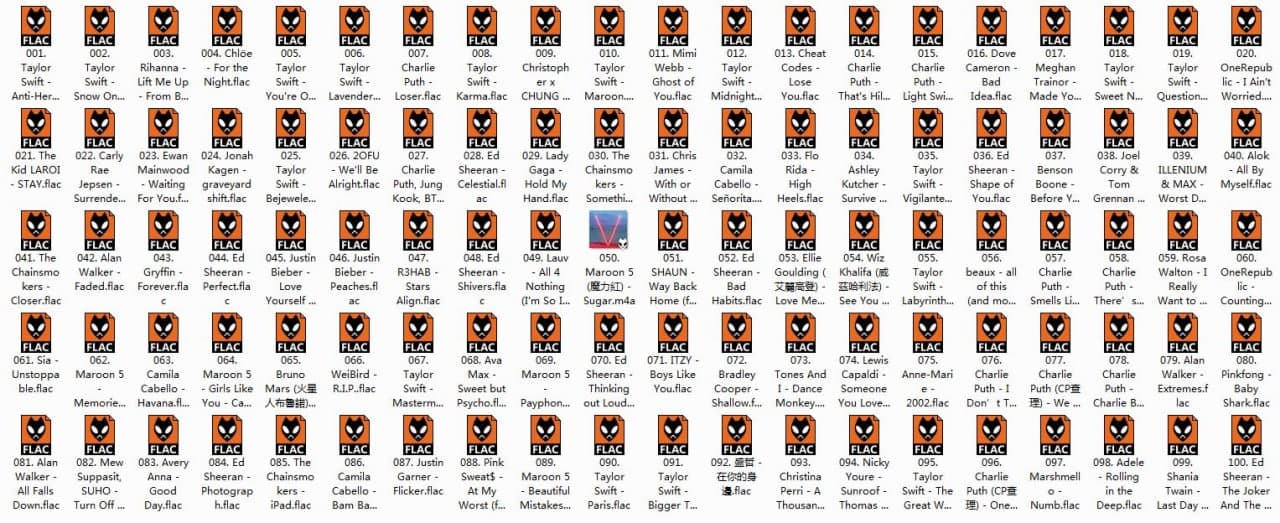 FLAC
001.
Taylor
Swift -
Anti-Her...
FLAC
002.
Taylor
Swift -
Snow On...
FLAC
003.
Rihanna -
Lift Me Up
- From B...
FLAC
004. Chlöe
- For the
Night.flac
FLAC
005.
Taylor
Swift -
You're O...
FLAC
006.
Taylor
Swift -
Lavender...
FLAC
007.
Charlie
Puth -
Loser.flac
FLAC
008.
Taylor
Swift -
Karma.flac
FLAC
009.
Christoph
er x
CHUNG ...
FLAC
010.
Taylor
Swift -
Maroon....
FLAC
011. Mimi
Webb -
Ghost of
You.flac
FLAC
012.
Taylor
Swift -
Midnight...
FLAC
013. Cheat
Codes -
Lose
You.flac
FLAC
014.
Charlie
Puth -
That's Hil...
FLAC
015.
Charlie
Puth -
Light Swi...
FLAC
016. Dove
Cameron -
Bad
Idea.flac
FLAC
017.
Meghan
Trainor -
Made Yo...
FLAC
018.
Taylor
Swift -
Sweet N...
FLAC
019.
Taylor
Swift -
Question...
FLAC
020.
OneRepub
lic - I Ain't
Worried....
FLAC
021. The
Kid LAROI
- STAY.flac
FLAC
022. Carly
Rae
Jepsen -
Surrende...
FLAC
023. Ewan
Mainwood
- Waiting
For You.f...
FLAC
024. Jonah
Kagen -
graveyard
shift.flac
FLAC
025.
Taylor
Swift -
Bejewele...
FLAC
026. 2OFU
- We'll Be
Alright.flac
FLAC
027.
Charlie
Puth, Jung
Kook, BT...
FLAC
028. Ed
Sheeran -
Celestial.fl
ac
FLAC
029. Lady
Gaga -
Hold My
Hand.flac
FLAC
030. The
Chainsmo
kers -
Somethi...
FLAC
031. Chris
James -
With or
Without ...
FLAC
032.
Camila
Cabello -
Señorita....
FLAC
033. Flo
Rida -
High
Heels.flac
FLAC
034.
Ashley
Kutcher -
Survive ...
FLAC
035.
Taylor
Swift -
Vigilante...
FLAC
036. Ed
Sheeran -
Shape of
You.flac
FLAC
037.
Benson
Boone -
Before Y...
FLAC
038. Joel
Corry &
Tom
Grennan ...
FLAC
039.
ILLENIUM
& MAX -
Worst D...
FLAC
040. Alok
- All By
Myself.flac
FLAC
041. The
Chainsmo
kers -
Closer.flac
FLAC
042. Alan
Walker -
Faded.flac
FLAC
043.
Gryffin -
Forever.fla
c
FLAC
044. Ed
Sheeran -
Perfect.fla
c
FLAC
045. Justin
Bieber -
Love
Yourself ...
FLAC
046. Justin
Bieber -
Peaches.fl
ac
FLAC
047.
R3HAB -
Stars
Align.flac
FLAC
048. Ed
Sheeran -
Shivers.fla
c
FLAC
049. Lauv
- All 4
Nothing
(I'm So I...
050.
Maroon 5
(魔力紅) -
Sugar.m4a
FLAC
051.
SHAUN -
Way Back
Home (f...
FLAC
052. Ed
Sheeran -
Bad
Habits.flac
FLAC
053. Ellie
Goulding (
艾麗高登) -
Love Me...
FLAC
054. Wiz
Khalifa (威
茲哈利法) -
See You ...
FLAC
055.
Taylor
Swift -
Labyrinth...
FLAC
056.
beaux - all
of this
(and mo...
FLAC
057.
Charlie
Puth -
Smells Li...
FLAC
058.
Charlie
Puth -
There’s...
FLAC
059. Rosa
Walton - I
Really
Want to ...
FLAC
060.
OneRepub
lic -
Counting...
FLAC
061. Sia -
Unstoppa
ble.flac
FLAC
062.
Maroon 5
-
Memorie...
FLAC
063.
Camila
Cabello -
Havana.fl...
FLAC
064.
Maroon 5
- Girls Like
You - Ca...
FLAC
065.
Bruno
Mars (火星
人布魯諾)...
FLAC
066.
WeiBird -
R.I.P..flac
FLAC
067.
Taylor
Swift -
Masterm...
FLAC
068. Ava
Max -
Sweet but
Psycho.fl...
FLAC
069.
Maroon 5
-
Payphon...
FLAC
070. Ed
Sheeran -
Thinking
out Loud...
FLAC
071. ITZY -
Boys Like
You.flac
FLAC
072.
Bradley
Cooper -
Shallow.f...
FLAC
073.
Tones And
I - Dance
Monkey....
FLAC
074. Lewis
Capaldi -
Someone
You Love...
FLAC
075.
Anne-Mari
e -
2002.flac
FLAC
076.
Charlie
Puth - I
Don’t T...
FLAC
077.
Charlie
Puth (CP查
理) - We ...
FLAC
078.
Charlie
Puth -
Charlie B...
FLAC
079. Alan
Walker -
Extremes.f
lac
FLAC
080.
Pinkfong -
Baby
Shark.flac
FLAC
081. Alan
Walker -
All Falls
Down.flac
FLAC
082. Mew
Suppasit,
SUHO -
Turn Off ...
FLAC
083. Avery
Anna -
Good
Day.flac
FLAC
084. Ed
Sheeran -
Photograp
h.flac
FLAC
085. The
Chainsmo
kers -
iPad.flac
FLAC
086.
Camila
Cabello -
Bam Ba...
FLAC
087. Justin
Garner -
Flicker.flac
FLAC
088. Pink
Sweat$ -
At My
Worst (f...
FLAC
089.
Maroon 5
- Beautiful
Mistakes...
FLAC
090.
Taylor
Swift -
Paris.flac
FLAC
091.
Taylor
Swift -
Bigger T...
FLAC
092. 盛哲 -
在你的身
邊.flac
FLAC
093.
Christina
Perri - A
Thousan...
FLAC
094. Nicky
Youre -
Sunroof -
Thomas ...
FLAC
095.
Taylor
Swift - The
Great W...
FLAC
096.
Charlie
Puth (CP查
理) - One...
FLAC
097.
Marshmell
o -
Numb.flac
FLAC
098. Adele
- Rolling
in the
Deep.flac
FLAC
099.
Shania
Twain -
Last Day ...
FLAC
100. Ed
Sheeran -
The Joker
And The ...